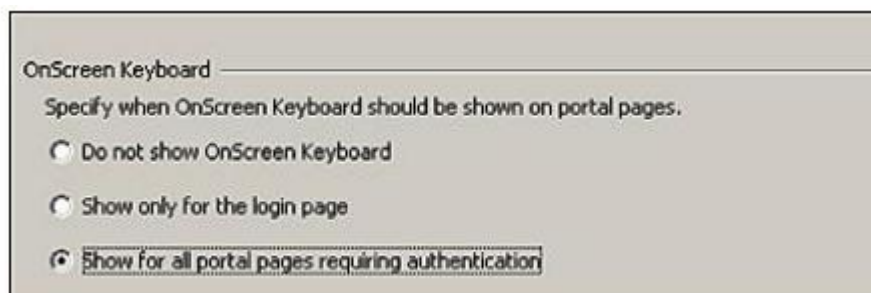 OnScreen Keyboard
Specify when OnScreen Keyboard should be shown on portal pages.
Do not show OnScreen Keyboard
Show only for the login page
Show for all portal pages requiring authentication